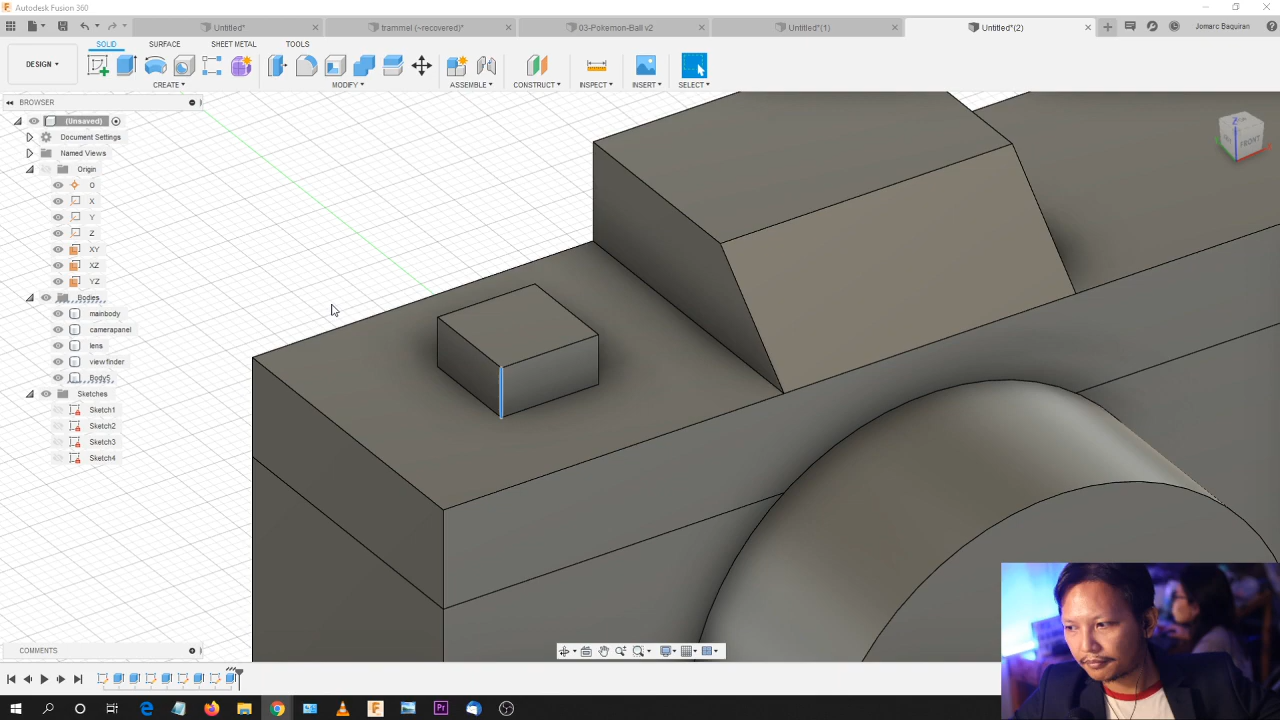 Autodesk Fusion 360
Untitled*
trammel (~recovered)*
03-Pokemon-Ball v2
Untitled*(1)
Untitled*(2)
Jomarc Baquiran
SOLID
SURFACE
SHEET METAL
TOOLS
DESIGN
CREATE
MODIFY
ASSEMBLE
CONSTRUCT
INSPECT
INSERT
SELECT
BROWSER
(Unsaved)
Document Settings
Named Views
Origin
O
X
Y
Z
XY
XZ
YZ
Bodies
mainbody
camerapanel
lens
viewfinder
Body5
Sketches
Sketch1
Sketch2
Sketch3
Sketch4
Z
FRONT
COMMENTS